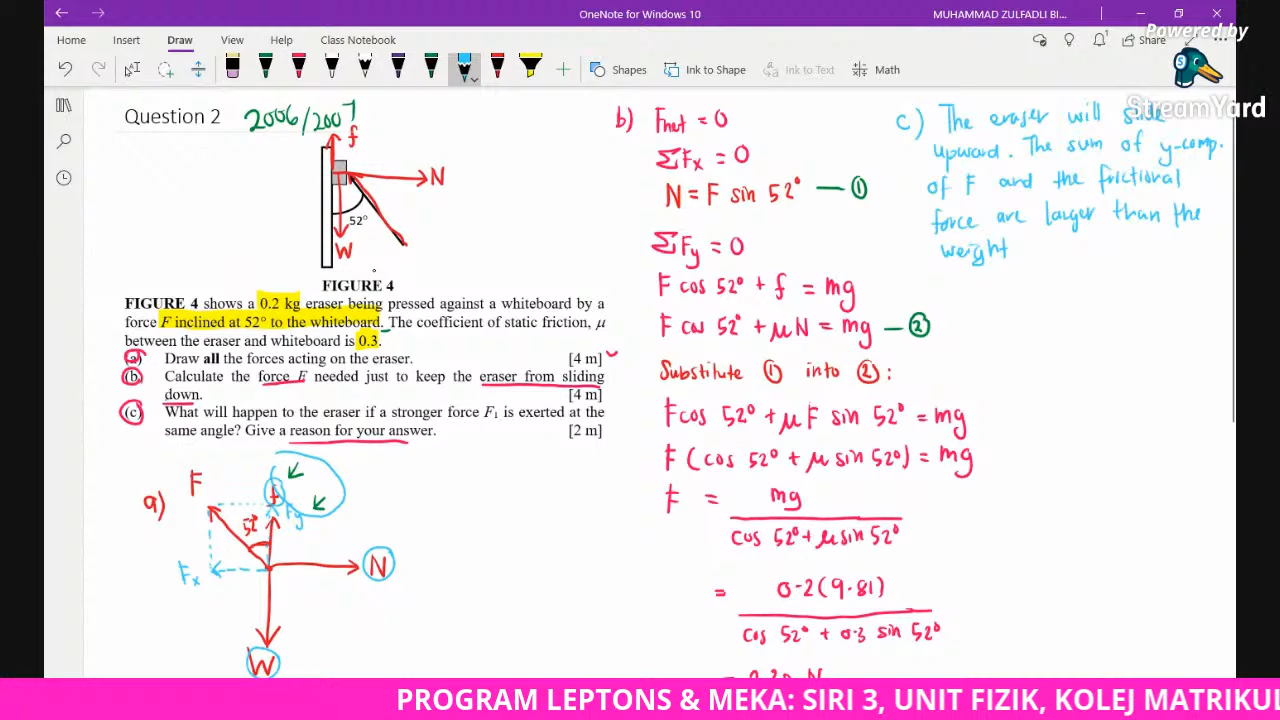 OneNote for Windows 10
MUHAMMAD ZULFADLI BI...
Powered by
StreamYard
Home Insert Draw View Help Class Notebook
Share
Shapes Ink to Shape Ink to Text Math
Question 2 2006/2007
f
N
52°
W
FIGURE 4
FIGURE 4 shows a 0.2 kg eraser being pressed against a whiteboard by a
force F inclined at 52° to the whiteboard. The coefficient of static friction, μ
between the eraser and whiteboard is 0.3.
(a) Draw all the forces acting on the eraser. [4 m]
(b) Calculate the force F needed just to keep the eraser from sliding
down. [4 m]
(c) What will happen to the eraser if a stronger force F1 is exerted at the
same angle? Give a reason for your answer. [2 m]
a)
F
f
Fy
52°
Fx
N
W
b) Fnet = 0
ΣFx = 0
N = F sin 52° — ①
ΣFy = 0
F cos 52° + f = mg
F cos 52° + μN = mg — ②
Substitute ① into ②:
F cos 52° + μF sin 52° = mg
F (cos 52° + μ sin 52°) = mg
F = mg
cos 52° + μ sin 52°
= 0.2(9.81)
cos 52° + 0.3 sin 52°
c) The eraser will slide
upward. The sum of y-comp.
of F and the frictional
force are larger than the
weight
PROGRAM LEPTONS & MEKA: SIRI 3, UNIT FIZIK, KOLEJ MATRIKUL